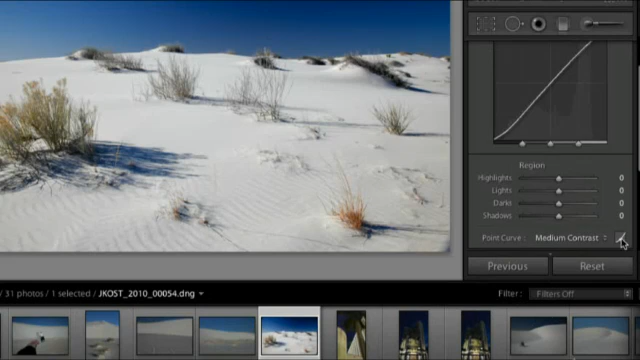 Region
Highlights 0
Lights 0
Darks 0
Shadows 0
Point Curve : Medium Contrast
Previous Reset
/ 31 photos / 1 selected / JKOST_2010_00054.dng
Filter : Filters Off